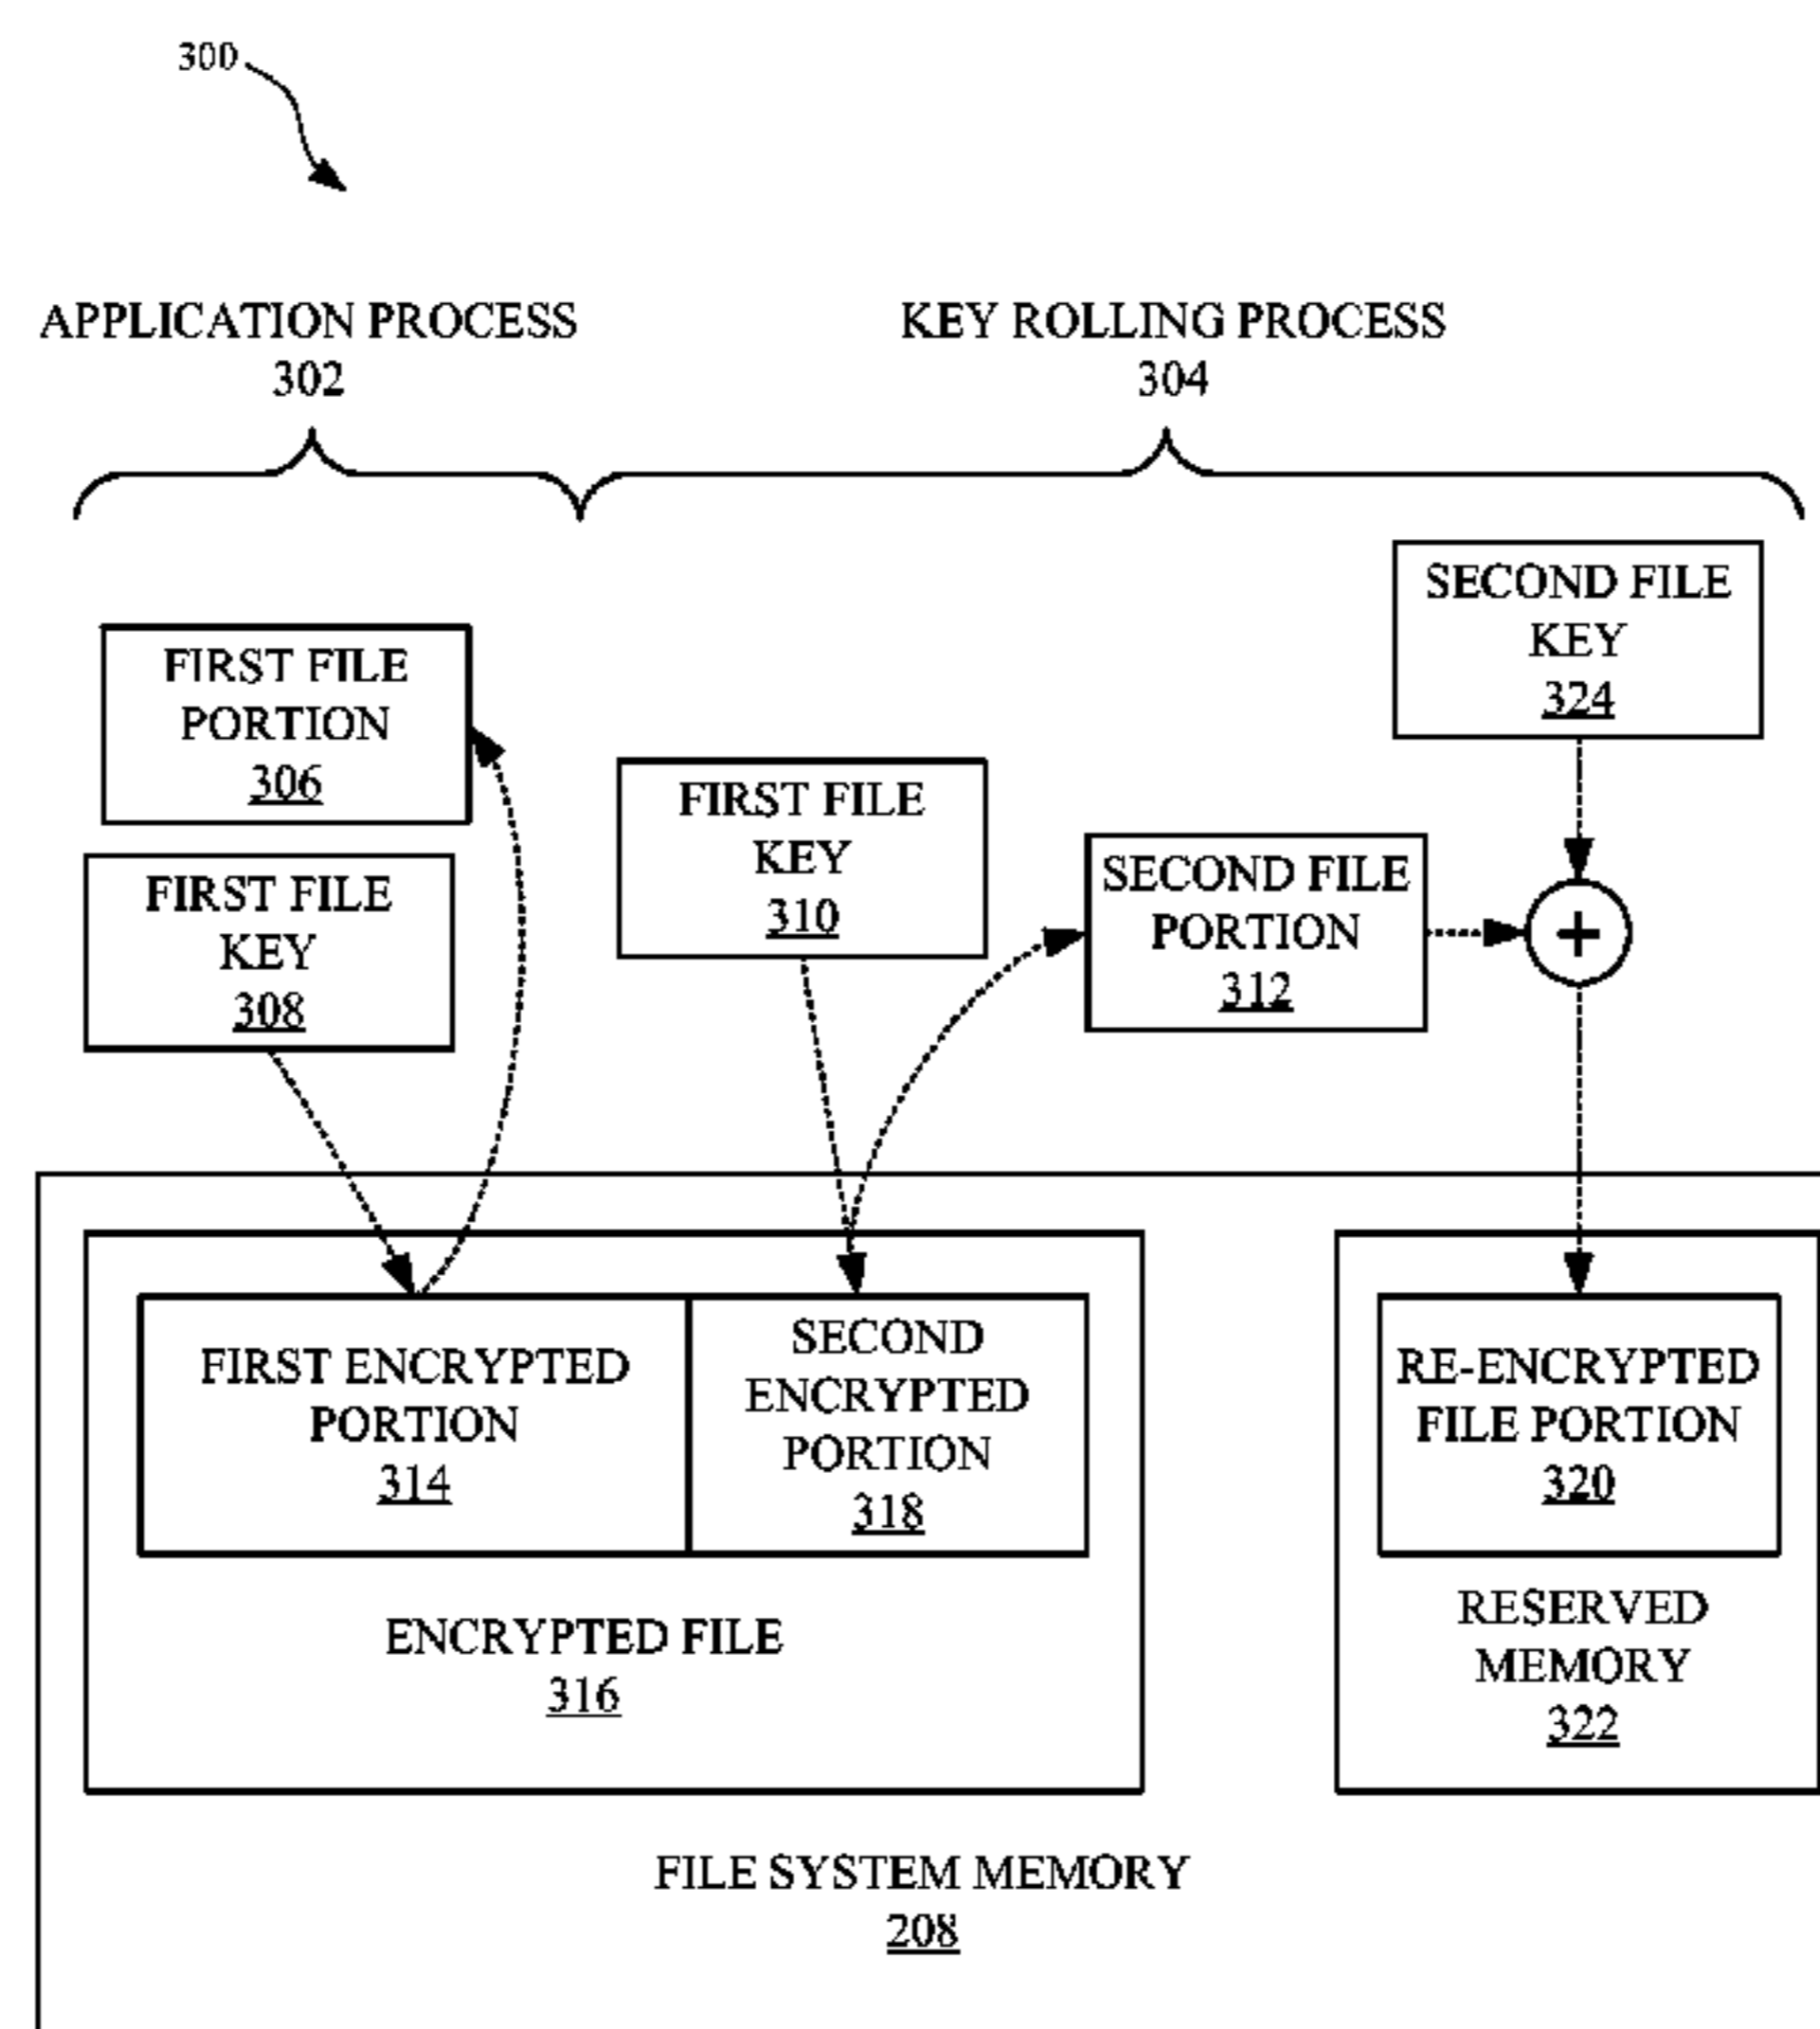 300
APPLICATION PROCESS
302
KEY ROLLING PROCESS
304
SECOND FILE
KEY
324
FIRST FILE
PORTION
306
FIRST FILE
KEY
310
SECOND FILE
PORTION
312
+
FIRST FILE
KEY
308
FIRST ENCRYPTED
PORTION
314
SECOND
ENCRYPTED
PORTION
318
RE-ENCRYPTED
FILE PORTION
320
ENCRYPTED FILE
316
RESERVED
MEMORY
322
FILE SYSTEM MEMORY
208